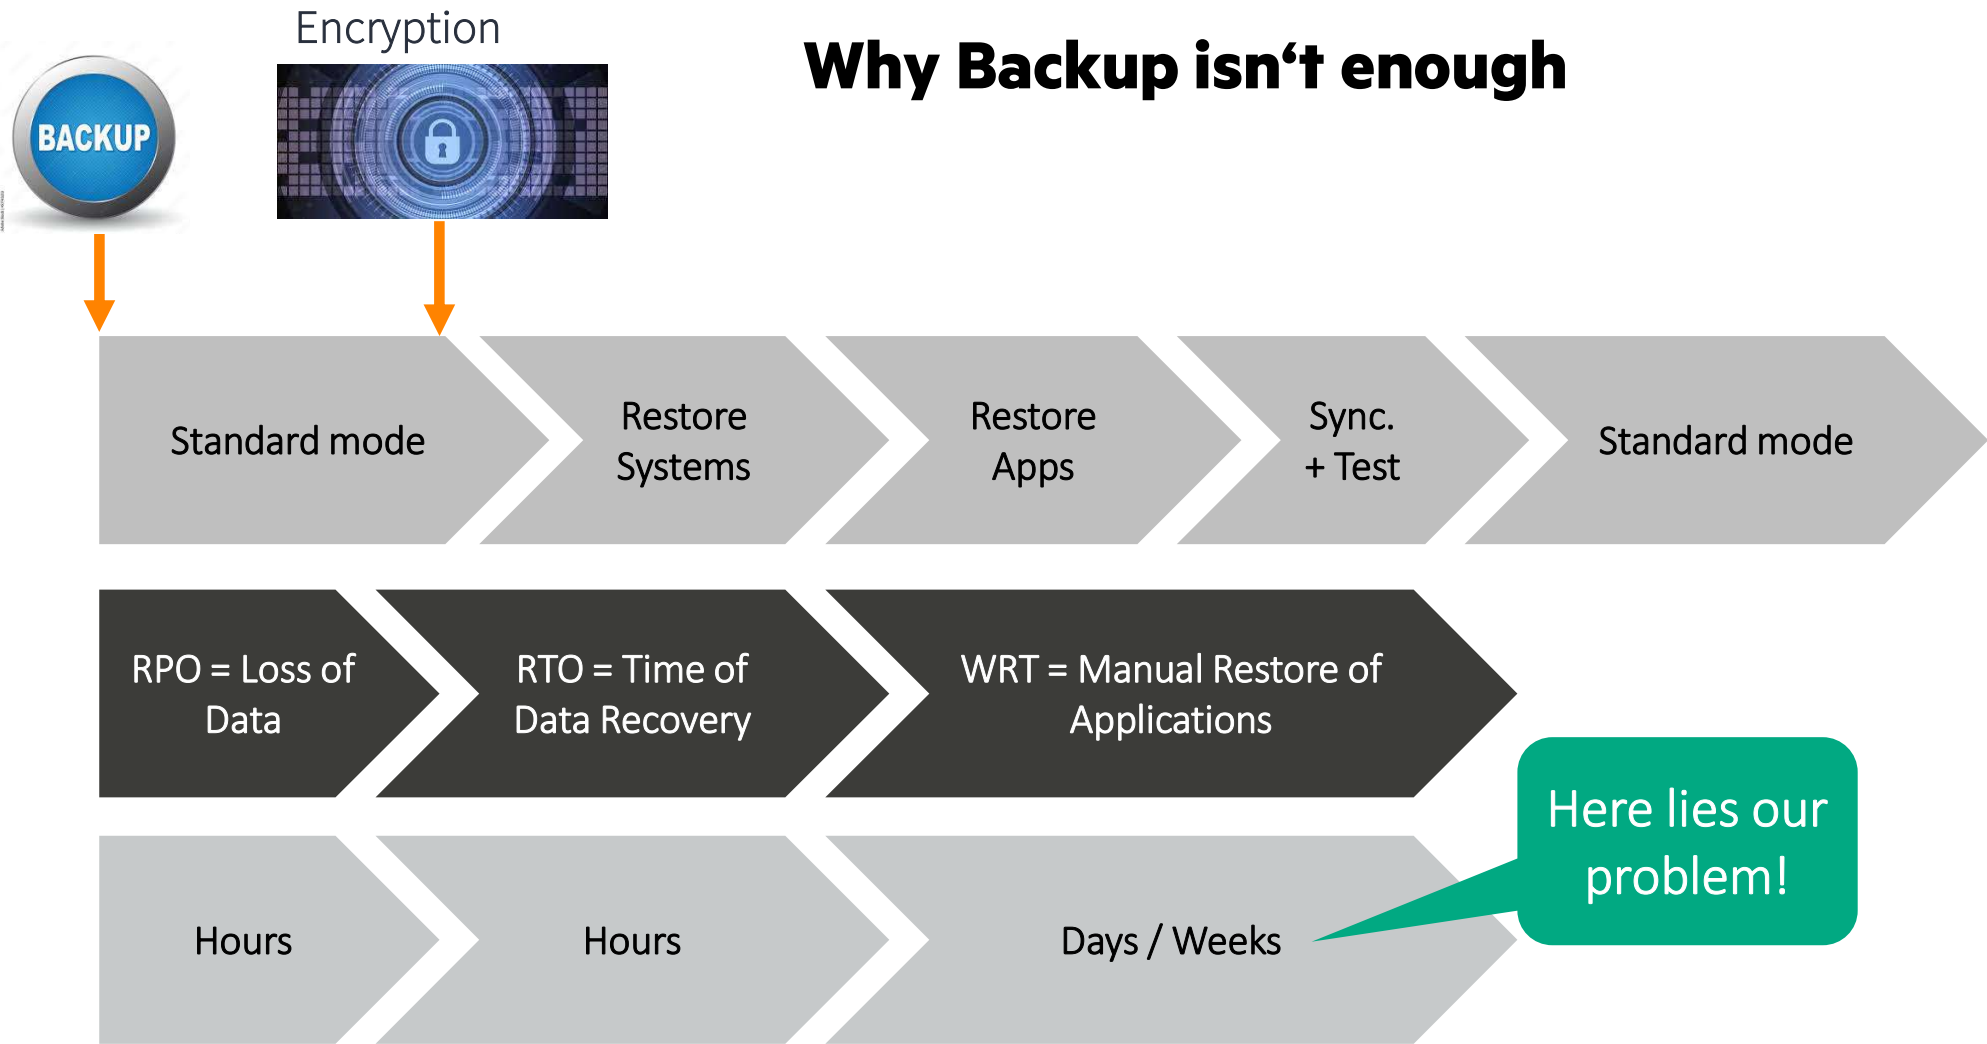 Encryption
Why Backup isn‘t enough
BACKUP
Standard mode
Restore
Systems
Restore
Apps
Sync.
+ Test
Standard mode
RPO = Loss of
Data
RTO = Time of
Data Recovery
WRT = Manual Restore of
Applications
Here lies our
problem!
Hours
Hours
Days / Weeks